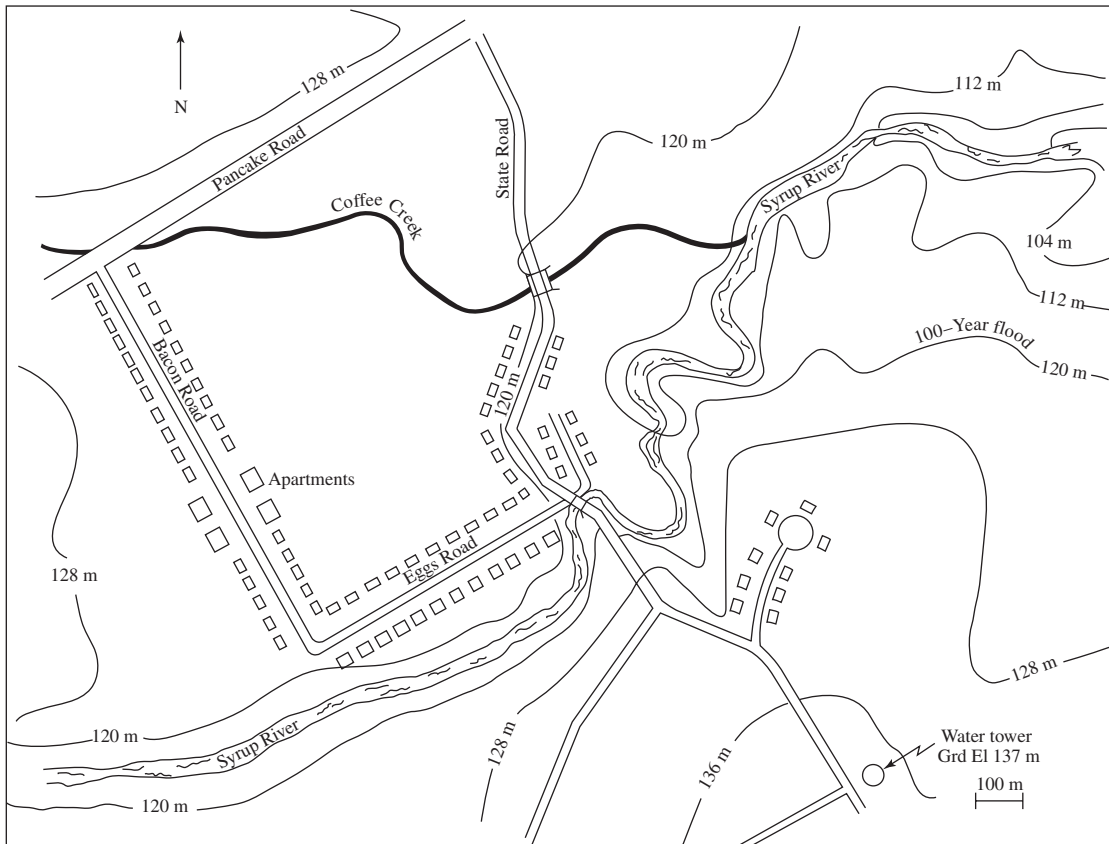 N
128 m
Pancake Road
State Road
120 m
112 m
Syrup River
Coffee Creek
104 m
112 m
100–Year flood
120 m
Bacon Road
120 m
Apartments
Eggs Road
128 m
128 m
120 m
Syrup River
120 m
128 m
136 m
Water tower
Grd El 137 m
100 m